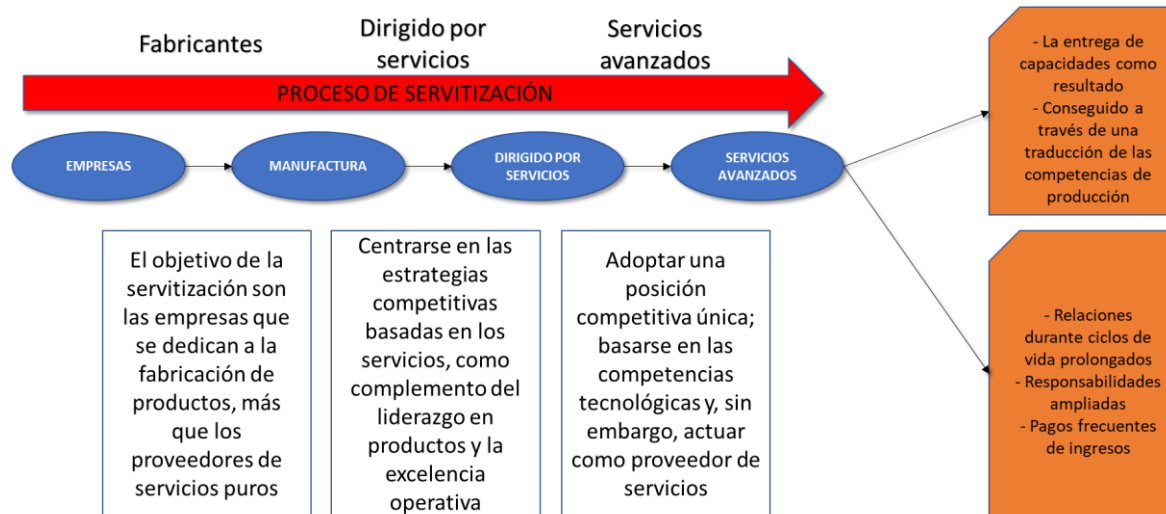 Fabricantes
Dirigido por
servicios
Servicios
avanzados
PROCESO DE SERVITIZACIÓN
EMPRESAS
MANUFACTURA
DIRIGIDO POR
SERVICIOS
SERVICIOS
AVANZADOS
El objetivo de la
servitización son
las empresas que
se dedican a la
fabricación de
productos, más
que los
proveedores de
servicios puros
Centrarse en las
estrategias
competitivas
basadas en los
servicios, como
complemento del
liderazgo en
productos y la
excelencia
operativa
Adoptar una
posición
competitiva única;
basarse en las
competencias
tecnológicas y, sin
embargo, actuar
como proveedor de
servicios
- La entrega de
capacidades como
resultado
- Conseguido a
través de una
traducción de las
competencias de
producción
- Relaciones
durante ciclos de
vida prolongados
- Responsabilidades
ampliadas
- Pagos frecuentes
de ingresos